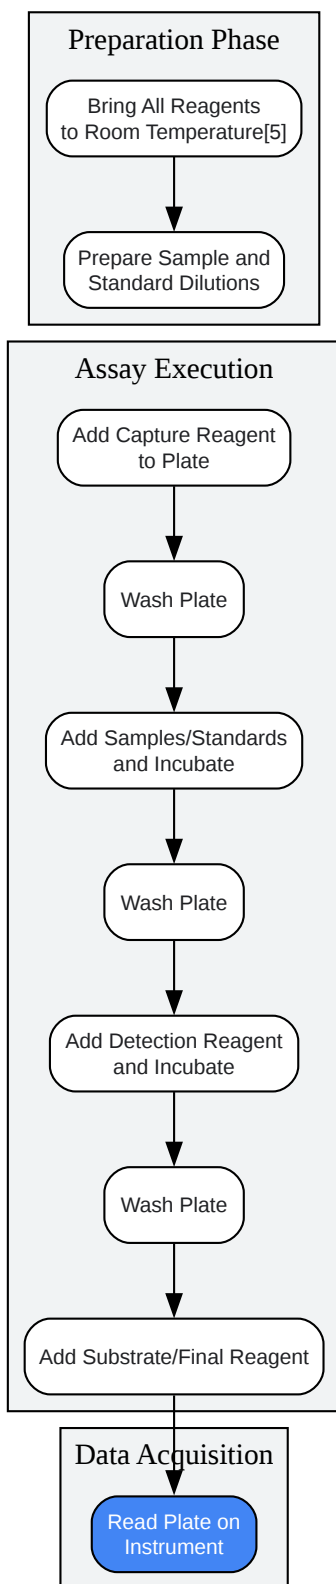 Preparation Phase
Bring All Reagents
to Room Temperature[5]
Prepare Sample and
Standard Dilutions
Assay Execution
Add Capture Reagent
to Plate
Wash Plate
Add Samples/Standards
and Incubate
Wash Plate
Add Detection Reagent
and Incubate
Wash Plate
Add Substrate/Final Reagent
Data Acquisition
Read Plate on
Instrument